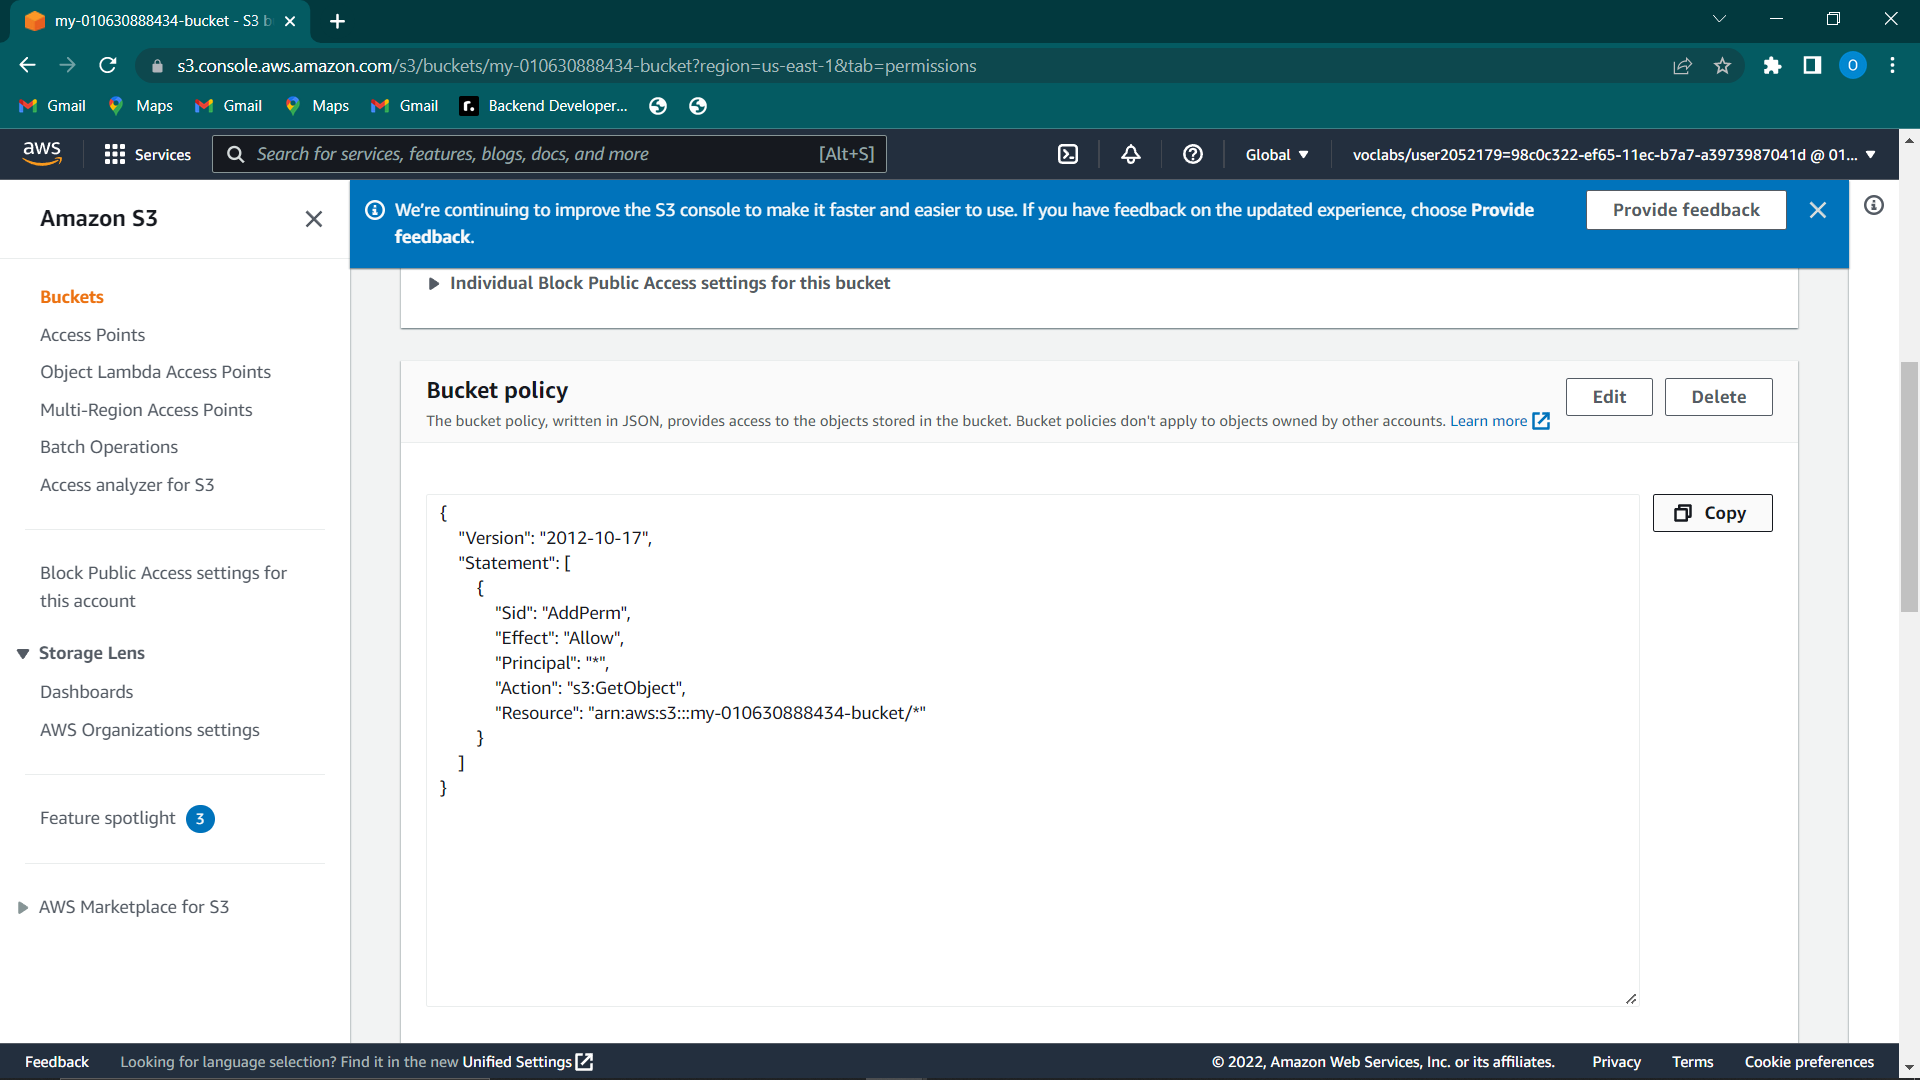 my-010630888434-bucket - S3 b
s3.console.aws.amazon.com/s3/buckets/my-010630888434-bucket?region=us-east-1&tab=permissions
O
Gmail Maps Gmail Maps Gmail r. Backend Developer...
aws Services Search for services, features, blogs, docs, and more [Alt+S] Global voclabs/user2052179=98c0c322-ef65-11ec-b7a7-a3973987041d @ 01...
Amazon S3
Buckets
Access Points
Object Lambda Access Points
Multi-Region Access Points
Batch Operations
Access analyzer for S3
Block Public Access settings for
this account
Storage Lens
Dashboards
AWS Organizations settings
Feature spotlight 3
AWS Marketplace for S3
We're continuing to improve the S3 console to make it faster and easier to use. If you have feedback on the updated experience, choose Provide
feedback.
Provide feedback
Individual Block Public Access settings for this bucket
Bucket policy
The bucket policy, written in JSON, provides access to the objects stored in the bucket. Bucket policies don't apply to objects owned by other accounts. Learn more
Edit
Delete
Copy
{
"Version": "2012-10-17",
"Statement": [
{
"Sid": "AddPerm",
"Effect": "Allow",
"Principal": "*",
"Action": "s3:GetObject",
"Resource": "arn:aws:s3:::my-010630888434-bucket/*"
}
]
}
Feedback Looking for language selection? Find it in the new Unified Settings © 2022, Amazon Web Services, Inc. or its affiliates. Privacy Terms Cookie preferences